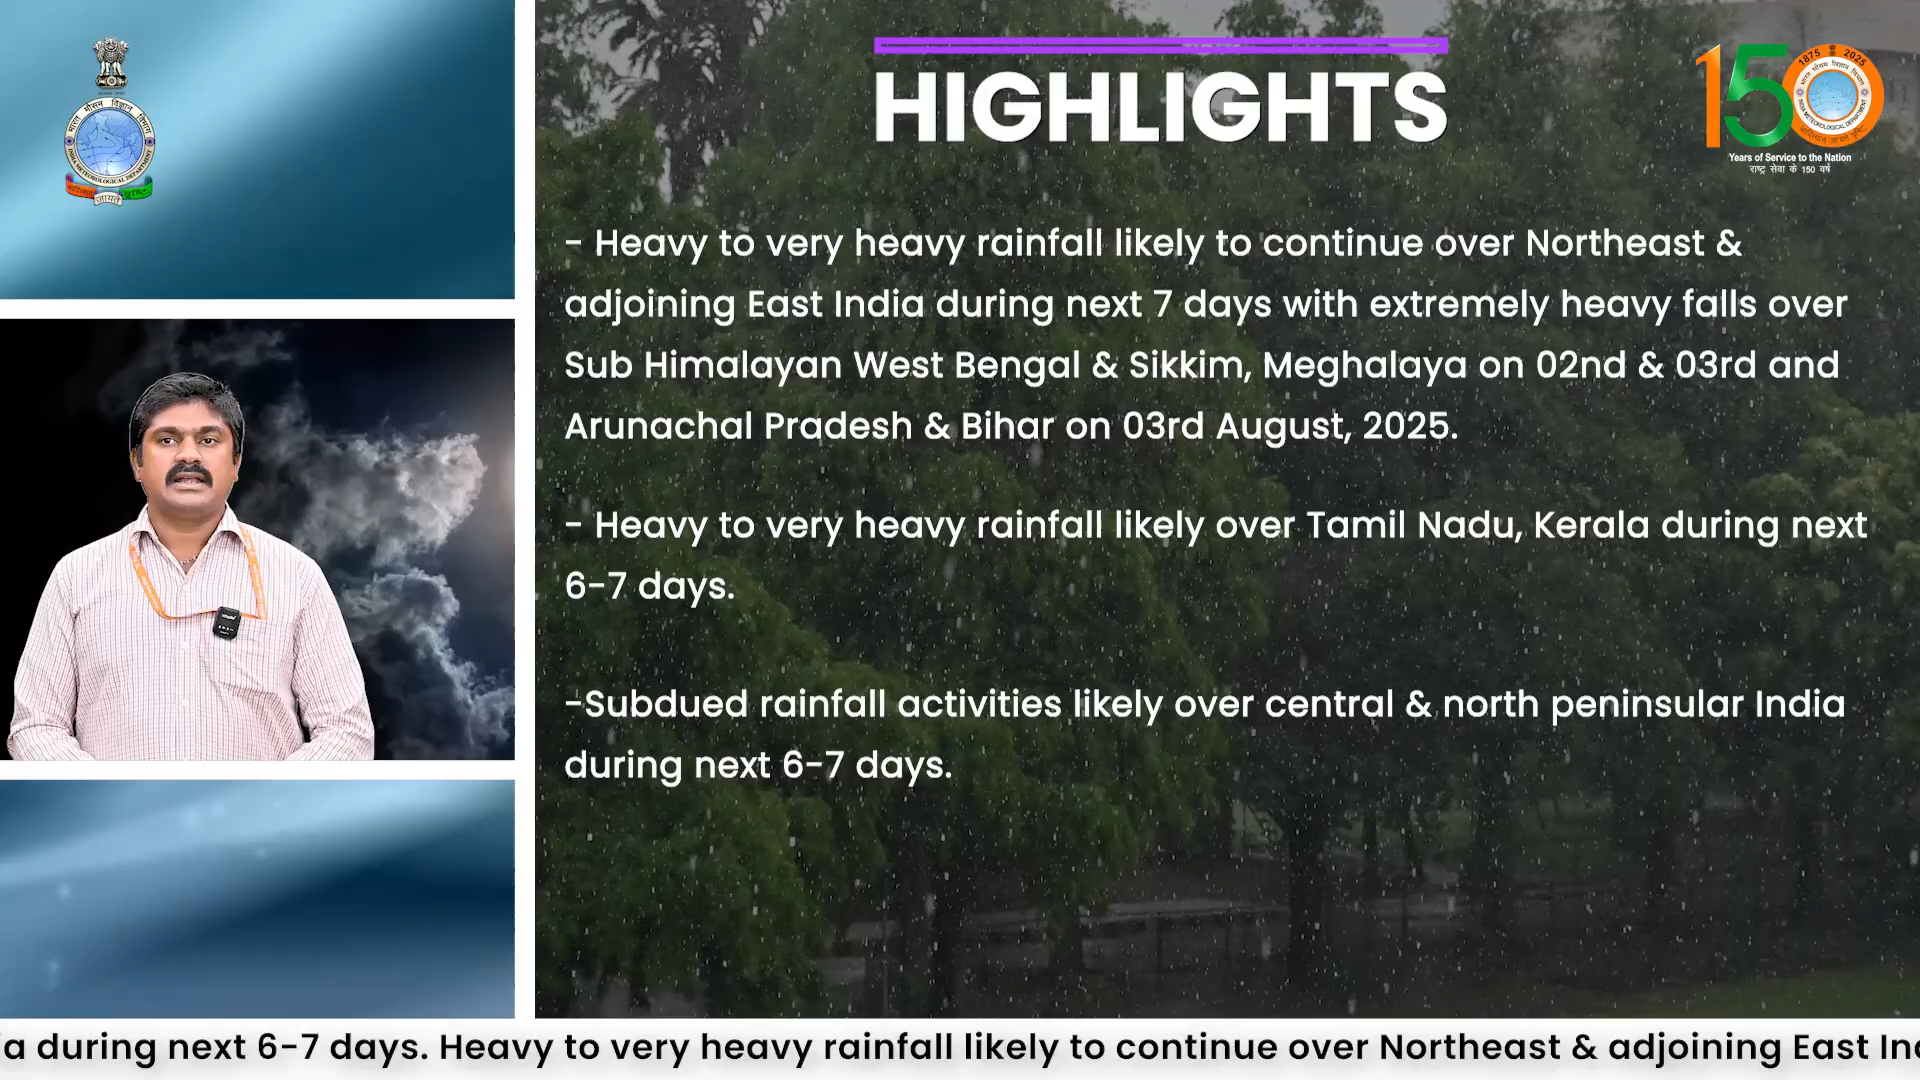 HIGHLIGHTS
150
1875
2025
भारत मौसम विज्ञान विभाग
INDIA METEOROLOGICAL DEPARTMENT
Years of Service to the Nation
राष्ट्र सेवा के 150 वर्ष
- Heavy to very heavy rainfall likely to continue over Northeast &
adjoining East India during next 7 days with extremely heavy falls over
Sub Himalayan West Bengal & Sikkim, Meghalaya on 02nd & 03rd and
Arunachal Pradesh & Bihar on 03rd August, 2025.
- Heavy to very heavy rainfall likely over Tamil Nadu, Kerala during next
6-7 days.
-Subdued rainfall activities likely over central & north peninsular India
during next 6-7 days.
a during next 6-7 days. Heavy to very heavy rainfall likely to continue over Northeast & adjoining East